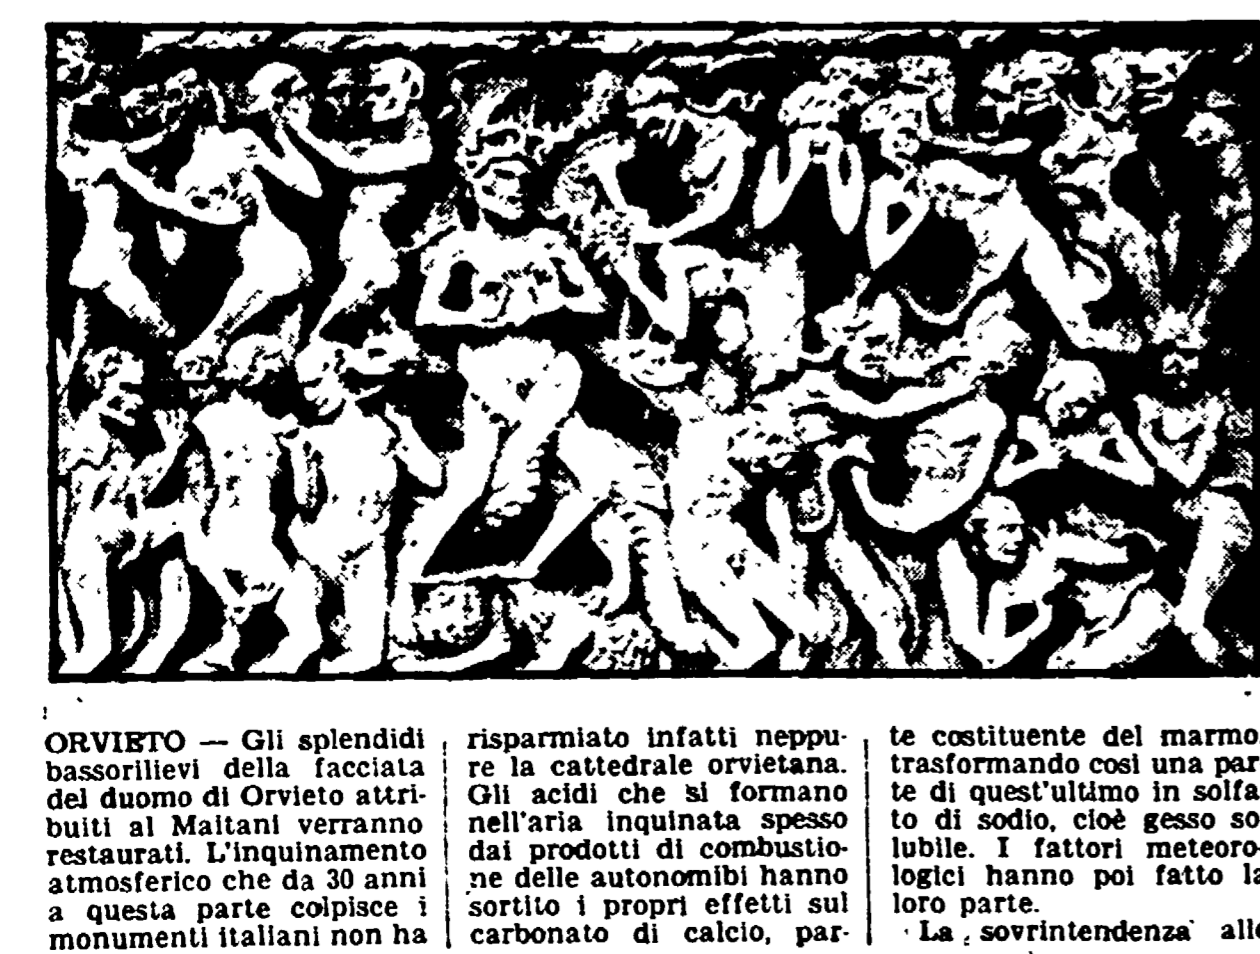 ORVIETO — Gli splendidi
bassorilievi della facciata
del duomo di Orvieto attri-
buiti al Maitani verranno
restaurati. L'inquinamento
atmosferico che da 30 anni
a questa parte colpisce i
monumenti italiani non ha
risparmiato infatti neppu-
re la cattedrale orvietana.
Gli acidi che si formano
nell'aria inquinata spesso
dai prodotti di combustio-
ne delle autonomibi hanno
sortito i propri effetti sul
carbonato di calcio, par-
te costituente del marmo
trasformando così una par
te di quest'ultimo in solfa
to di sodio, cioè gesso so
lubile. I fattori meteoro-
logici hanno poi fatto la
loro parte.
La sovrintendenza alle